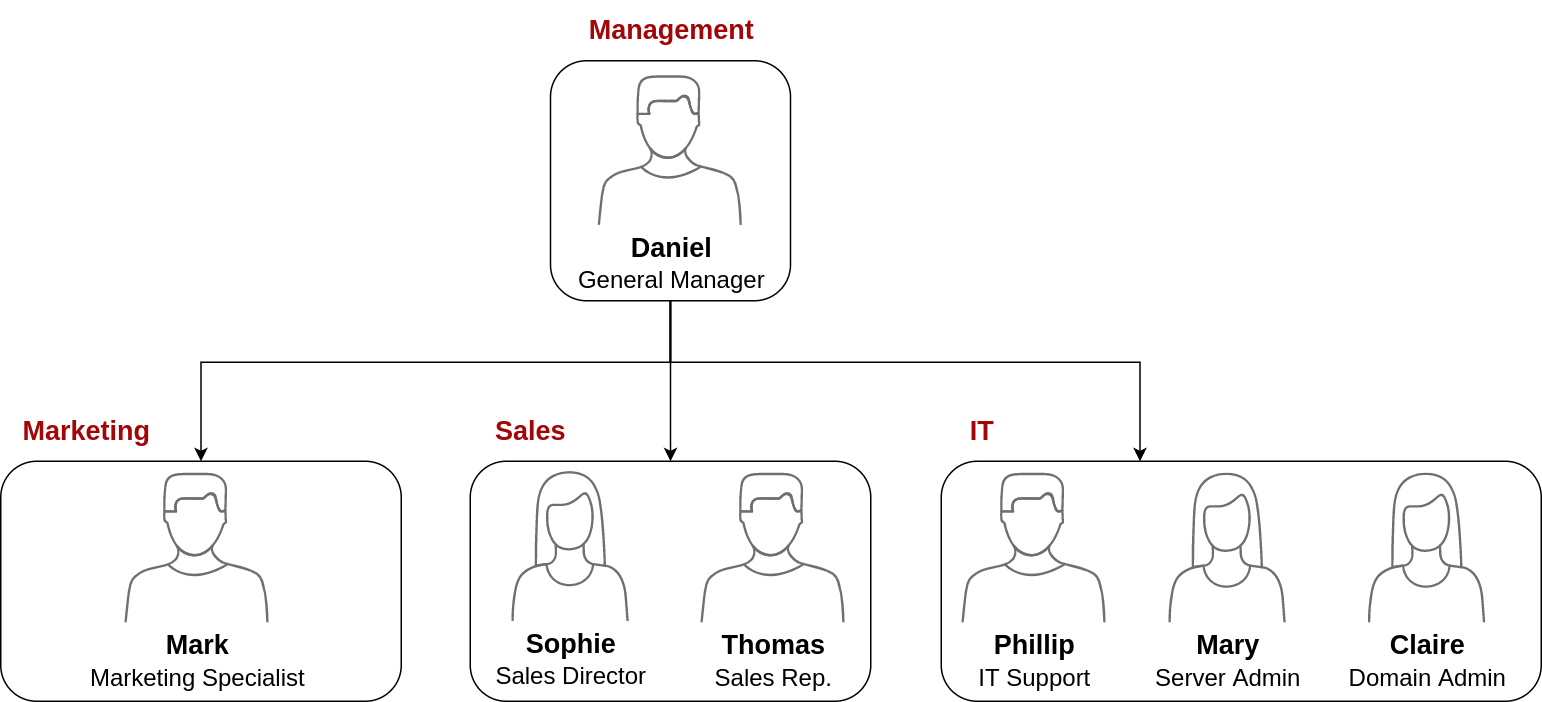 Management
Daniel
General Manager
Marketing
Mark
Marketing Specialist
Sales
Sophie
Sales Director
Thomas
Sales Rep.
IT
Phillip
IT Support
Mary
Server Admin
Claire
Domain Admin